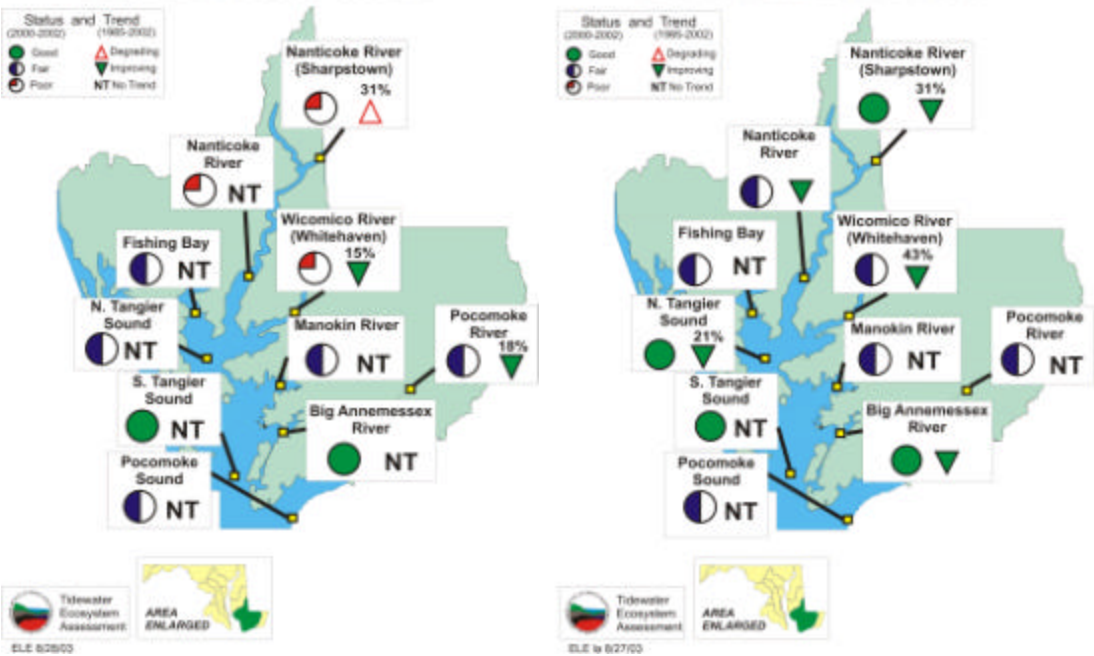 Status and Trend
(2000-2002) (1985-2002)
Good Degrading
Fair Improving
Poor NT No Trend
Nanticoke River
(Sharpstown)
31%
Nanticoke
River
NT
Wicomico River
(Whitehaven)
15%
Fishing Bay
NT
N. Tangier
Sound
NT
Manokin River
NT
Pocomoke
River
18%
S. Tangier
Sound
NT
Big Annemessex
River
NT
Pocomoke
Sound
NT
Tidewater
Ecosystem
Assessment
AREA
ENLARGED
ELE 8/28/03
Status and Trend
(2000-2002) (1985-2002)
Good Degrading
Fair Improving
Poor NT No Trend
Nanticoke River
(Sharpstown)
31%
Nanticoke
River
Wicomico River
(Whitehaven)
43%
Fishing Bay
NT
N. Tangier
Sound
21%
Manokin River
NT
Pocomoke
River
NT
S. Tangier
Sound
NT
Big Annemessex
River
Pocomoke
Sound
NT
Tidewater
Ecosystem
Assessment
AREA
ENLARGED
ELE la 8/27/03